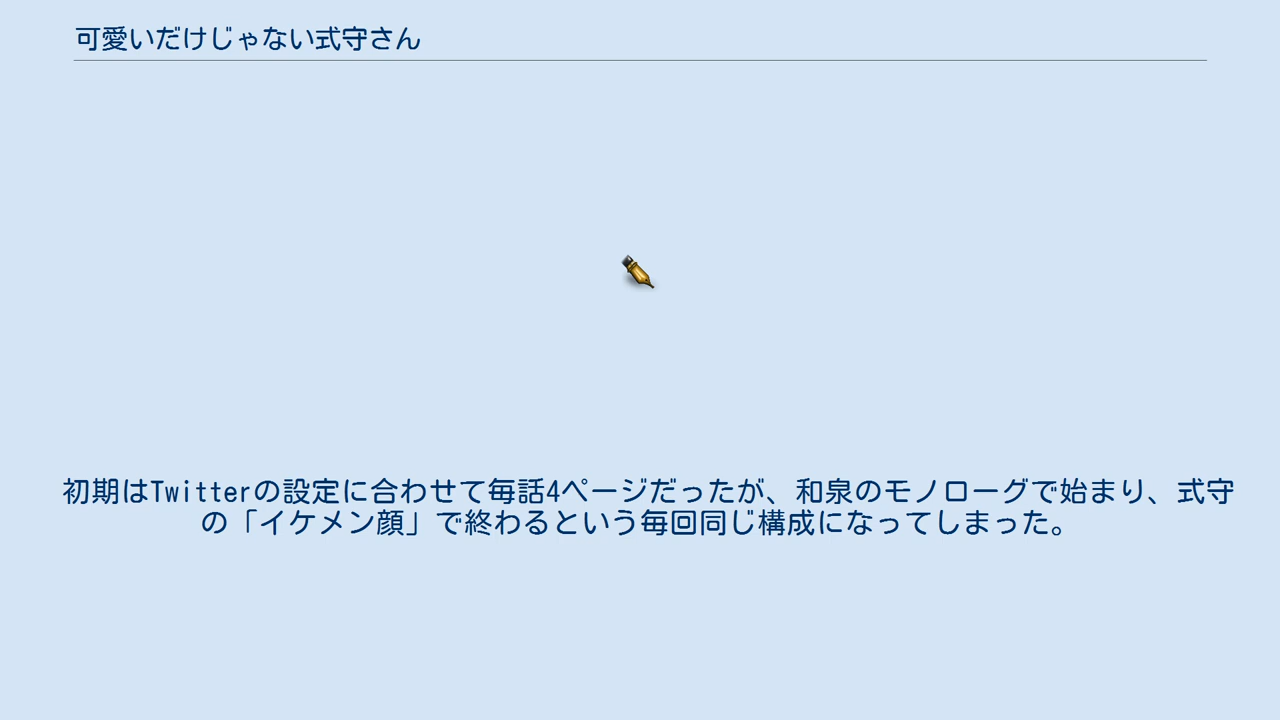 可愛いだけじゃない式守さん
初期はTwitterの設定に合わせて毎話4ページだったが、和泉のモノローグで始まり、式守
の「イケメン顔」で終わるという毎回同じ構成になってしまった。